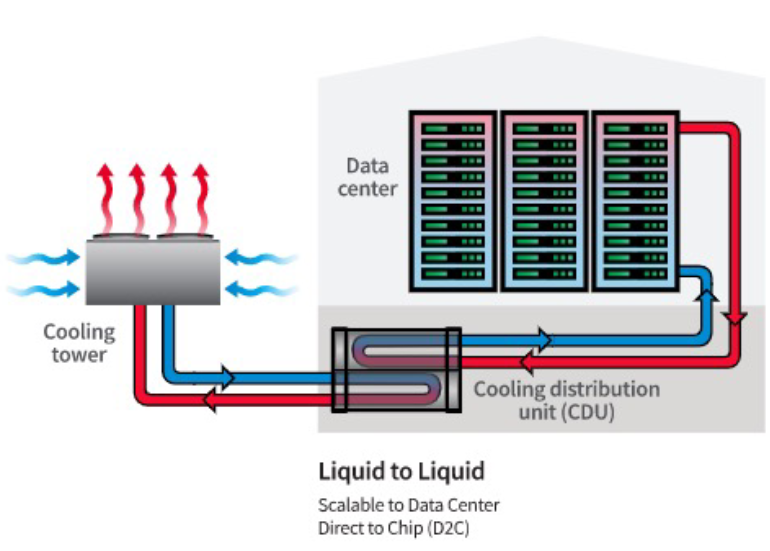 Data
center
Cooling
tower
Cooling distribution
unit (CDU)
Liquid to Liquid
Scalable to Data Center
Direct to Chip (D2C)